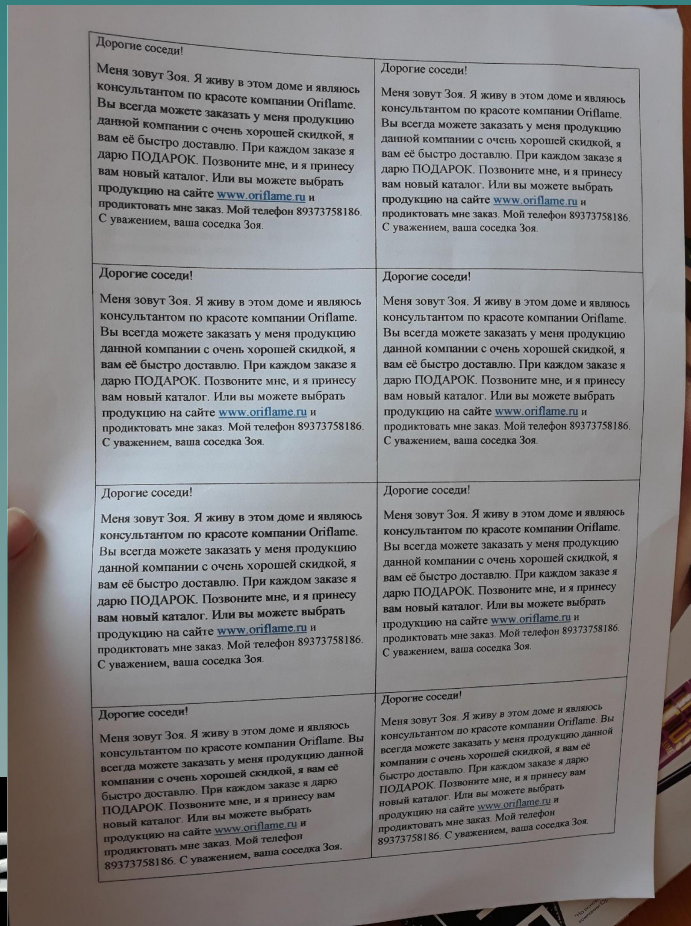 Дорогие соседи!
Меня зовут Зоя. Я живу в этом доме и являюсь
консультантом по красоте компании Oriflame.
Вы всегда можете заказать у меня продукцию
данной компании с очень хорошей скидкой, я
вам её быстро доставлю. При каждом заказе я
дарю ПОДАРОК. Позвоните мне, и я принесу
вам новый каталог. Или вы можете выбрать
продукцию на сайте www.oriflame.ru и
продиктовать мне заказ. Мой телефон 89373758186.
С уважением, ваша соседка Зоя.
Дорогие соседи!
Меня зовут Зоя. Я живу в этом доме и являюсь
консультантом по красоте компании Oriflame.
Вы всегда можете заказать у меня продукцию
данной компании с очень хорошей скидкой, я
вам её быстро доставлю. При каждом заказе я
дарю ПОДАРОК. Позвоните мне, и я принесу
вам новый каталог. Или вы можете выбрать
продукцию на сайте www.oriflame.ru и
продиктовать мне заказ. Мой телефон 89373758186.
С уважением, ваша соседка Зоя.
Дорогие соседи!
Меня зовут Зоя. Я живу в этом доме и являюсь
консультантом по красоте компании Oriflame.
Вы всегда можете заказать у меня продукцию
данной компании с очень хорошей скидкой, я
вам её быстро доставлю. При каждом заказе я
дарю ПОДАРОК. Позвоните мне, и я принесу
вам новый каталог. Или вы можете выбрать
продукцию на сайте www.oriflame.ru и
продиктовать мне заказ. Мой телефон 89373758186.
С уважением, ваша соседка Зоя.
Дорогие соседи!
Меня зовут Зоя. Я живу в этом доме и являюсь
консультантом по красоте компании Oriflame.
Вы всегда можете заказать у меня продукцию
данной компании с очень хорошей скидкой, я
вам её быстро доставлю. При каждом заказе я
дарю ПОДАРОК. Позвоните мне, и я принесу
вам новый каталог. Или вы можете выбрать
продукцию на сайте www.oriflame.ru и
продиктовать мне заказ. Мой телефон 89373758186.
С уважением, ваша соседка Зоя.
Дорогие соседи!
Меня зовут Зоя. Я живу в этом доме и являюсь
консультантом по красоте компании Oriflame.
Вы всегда можете заказать у меня продукцию
данной компании с очень хорошей скидкой, я
вам её быстро доставлю. При каждом заказе я
дарю ПОДАРОК. Позвоните мне, и я принесу
вам новый каталог. Или вы можете выбрать
продукцию на сайте www.oriflame.ru и
продиктовать мне заказ. Мой телефон 89373758186.
С уважением, ваша соседка Зоя.
Дорогие соседи!
Меня зовут Зоя. Я живу в этом доме и являюсь
консультантом по красоте компании Oriflame.
Вы всегда можете заказать у меня продукцию
данной компании с очень хорошей скидкой, я
вам её быстро доставлю. При каждом заказе я
дарю ПОДАРОК. Позвоните мне, и я принесу
вам новый каталог. Или вы можете выбрать
продукцию на сайте www.oriflame.ru и
продиктовать мне заказ. Мой телефон 89373758186.
С уважением, ваша соседка Зоя.
Дорогие соседи!
Меня зовут Зоя. Я живу в этом доме и являюсь
консультантом по красоте компании Oriflame. Вы
всегда можете заказать у меня продукцию данной
компании с очень хорошей скидкой, я вам её
быстро доставлю. При каждом заказе я дарю
ПОДАРОК. Позвоните мне, и я принесу вам
новый каталог. Или вы можете выбрать
продукцию на сайте www.oriflame.ru и
продиктовать мне заказ. Мой телефон
89373758186. С уважением, ваша соседка Зоя.
Дорогие соседи!
Меня зовут Зоя. Я живу в этом доме и являюсь
консультантом по красоте компании Oriflame. Вы
всегда можете заказать у меня продукцию данной
компании с очень хорошей скидкой, я вам её
быстро доставлю. При каждом заказе я дарю
ПОДАРОК. Позвоните мне, и я принесу вам
новый каталог. Или вы можете выбрать
продукцию на сайте www.oriflame.ru и
продиктовать мне заказ. Мой телефон
89373758186. С уважением, ваша соседка Зоя.